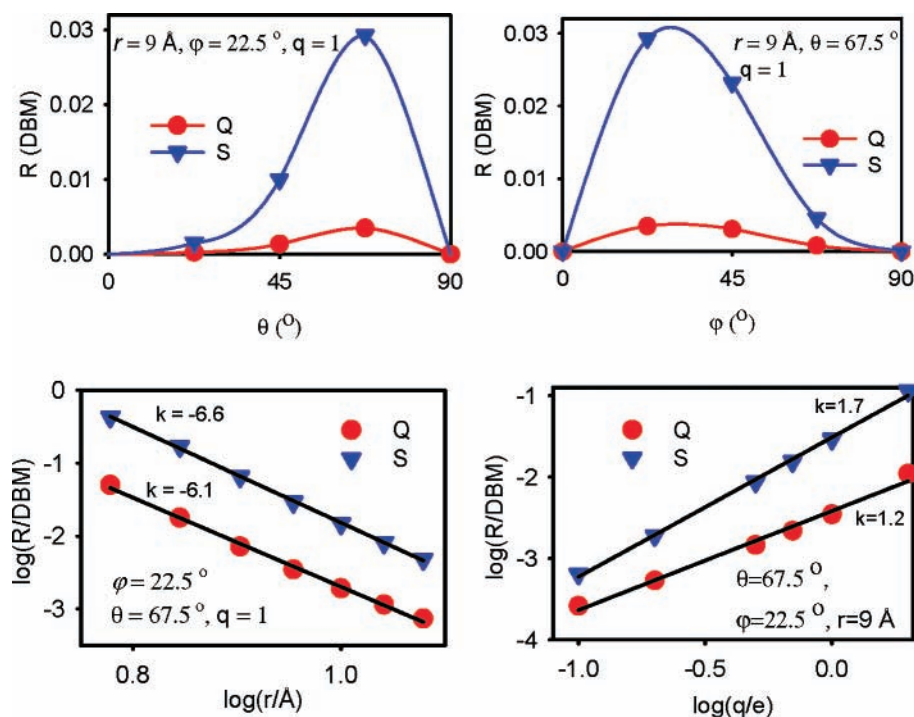 0.03
0.02
0.01
0.00
R (DBM)
r = 9 Å, φ = 22.5 °, q = 1
Q
S
0
45
90
θ (O)
0.03
0.02
0.01
0.00
R (DBM)
r = 9 Å, θ = 67.5 °
q = 1
Q
S
0
45
90
φ (O)
0
-1
-2
-3
log(R/DBM)
k = -6.6
k = -6.1
Q
S
φ = 22.5 °
θ = 67.5 °, q = 1
0.8
1.0
log(r/Å)
-1
-2
-3
-4
log(R/DBM)
Q
S
k=1.7
k=1.2
θ=67.5 °,
φ=22.5 °, r=9 Å
-1.0
-0.5
0.0
log(q/e)